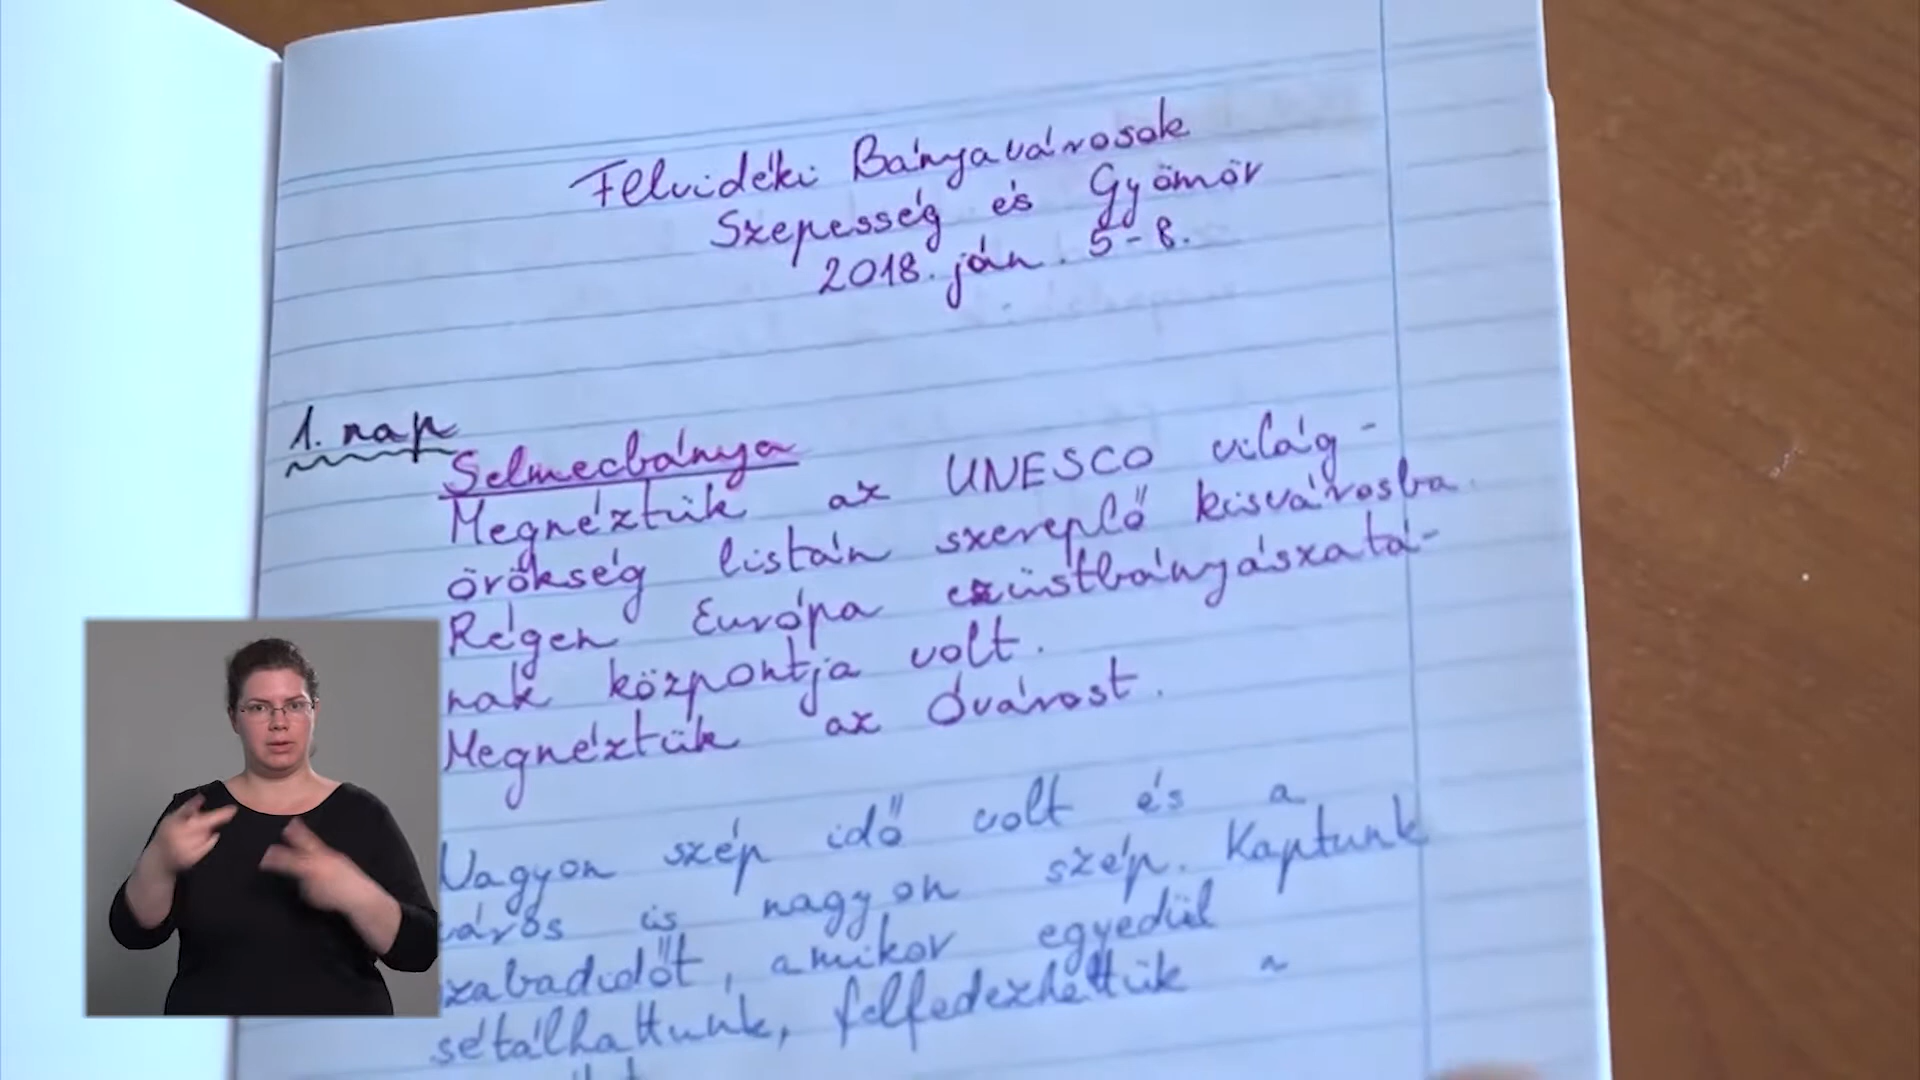 Felvidéki Bányavárosok
Szepesség és Gyömör
2018. ján. 5-8.
1. nap
Selmecbánya
Megnéztük az UNESCO világ-
örökség listán szereplő kisvárosba.
Régen Európa ezüstbányászatá-
nak központja volt.
Megnéztük az Óvárost.
Nagyon szép idő volt és a
város is nagyon szép. Kaptunk
szabadidőt, amikor egyedül
sétálhattunk, felfedezhettük a